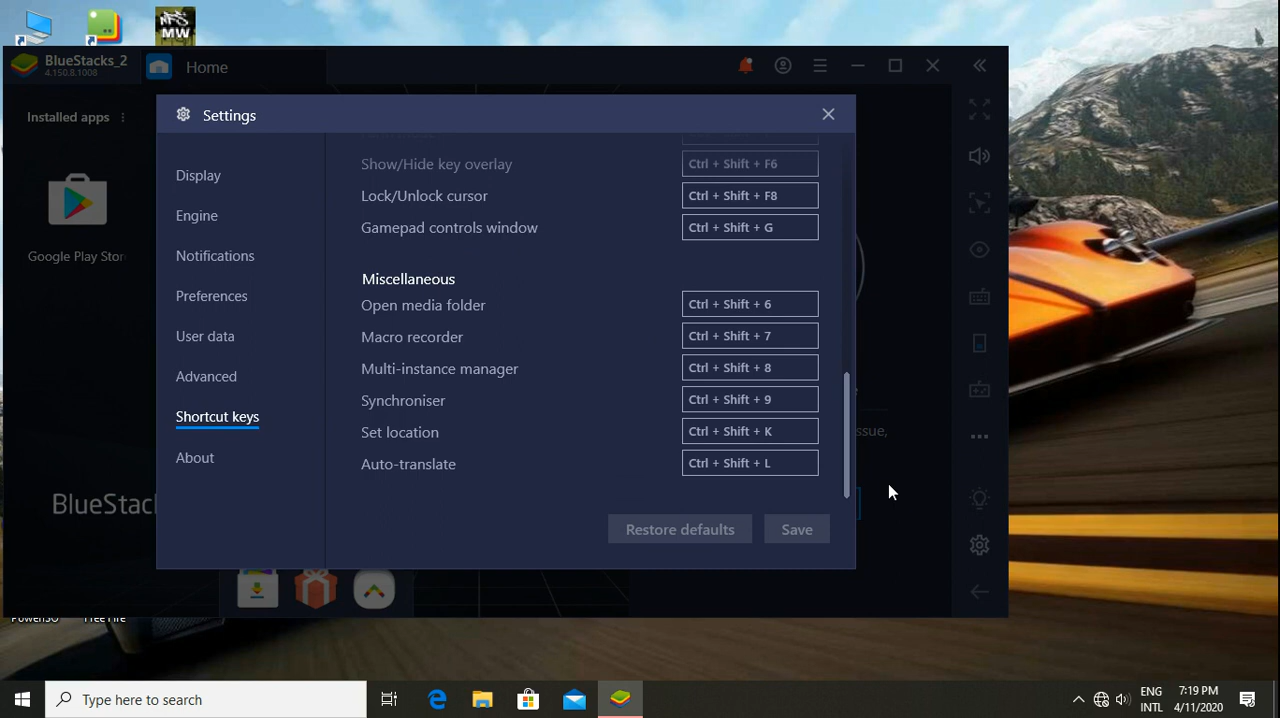 MW
BlueStacks_2
4.150.8.1008
Home
Installed apps
Google Play Stor
BlueStac
Settings
Display
Engine
Notifications
Preferences
User data
Advanced
Shortcut keys
About
Show/Hide key overlay
Ctrl + Shift + F6
Lock/Unlock cursor
Ctrl + Shift + F8
Gamepad controls window
Ctrl + Shift + G
Miscellaneous
Open media folder
Ctrl + Shift + 6
Macro recorder
Ctrl + Shift + 7
Multi-instance manager
Ctrl + Shift + 8
Synchroniser
Ctrl + Shift + 9
Set location
Ctrl + Shift + K
Auto-translate
Ctrl + Shift + L
Restore defaults
Save
ssue,
PowerISO
Free Fire
Type here to search
ENG
INTL
7:19 PM
4/11/2020